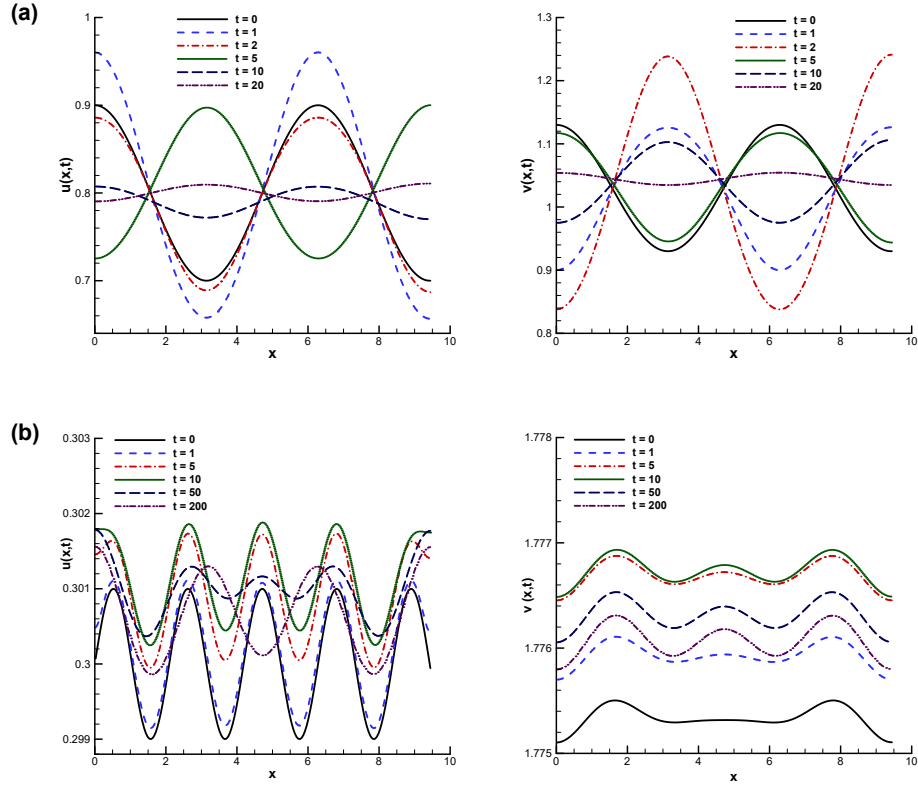 (a)
t = 0
t = 1
t = 2
t = 5
t = 10
t = 20
1
0.9
0.8
0.7
u(x,t)
0 2 4 6 8 10
x
t = 0
t = 1
t = 2
t = 5
t = 10
t = 20
1.3
1.2
1.1
1
0.9
0.8
v(x,t)
0 2 4 6 8 10
x
(b)
t = 0
t = 1
t = 5
t = 10
t = 50
t = 200
0.303
0.302
0.301
0.3
0.299
u(x,t)
0 2 4 6 8 10
x
t = 0
t = 1
t = 5
t = 10
t = 50
t = 200
1.778
1.777
1.776
1.775
v (x,t)
0 2 4 6 8 10
x